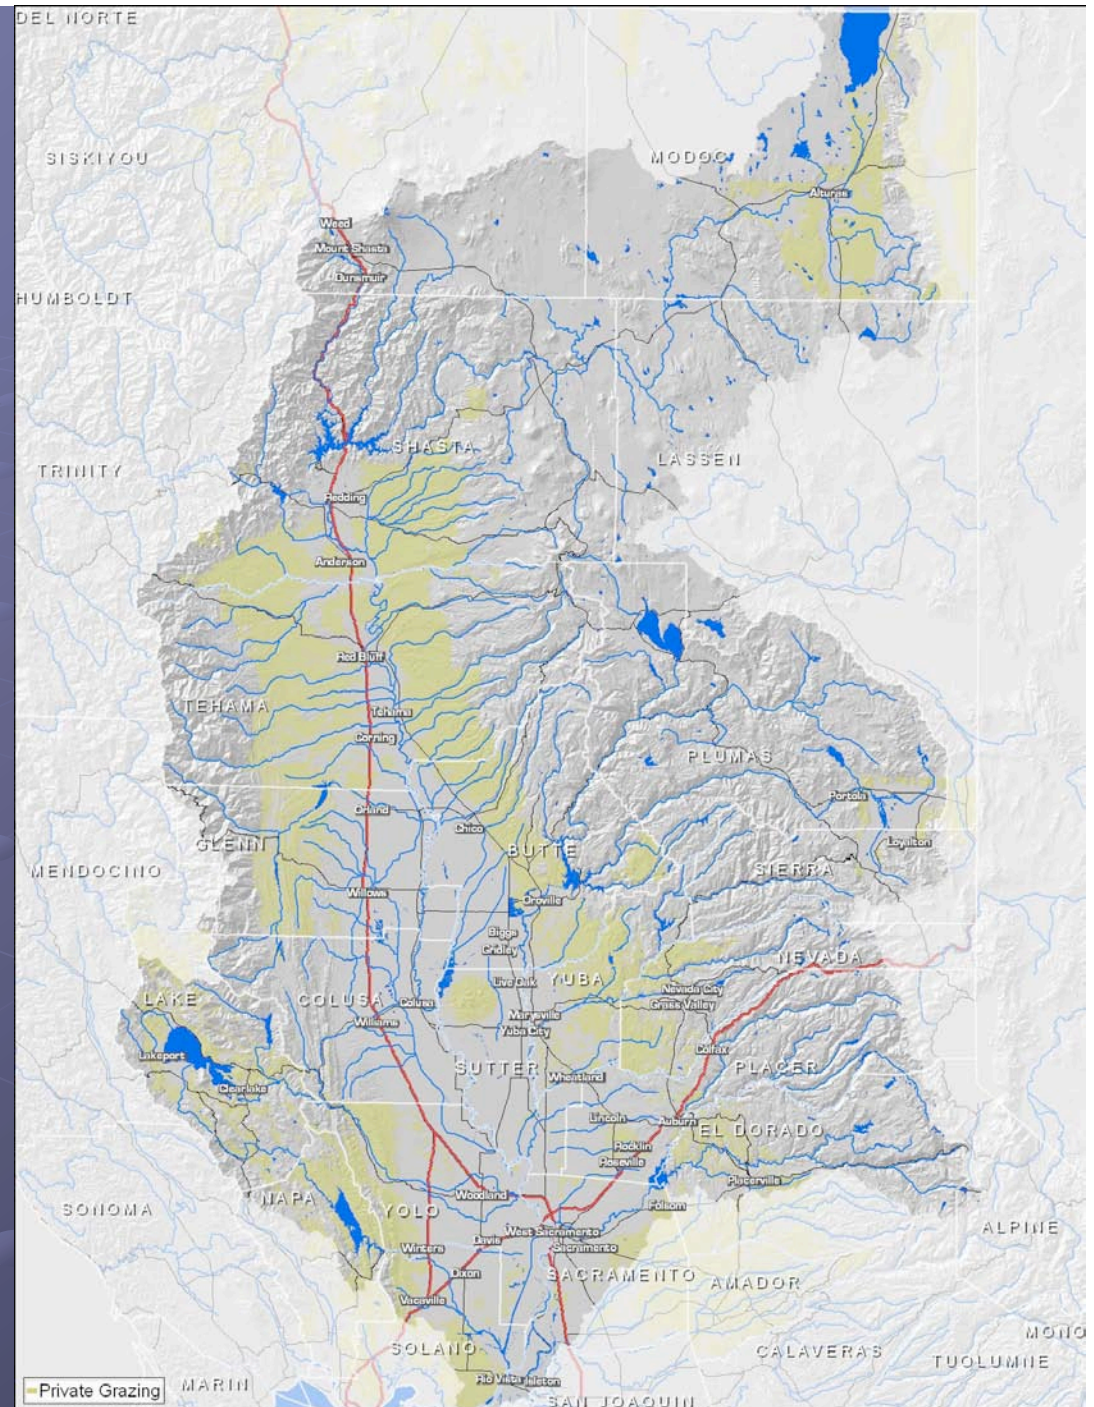 DEL NORTE
SISKIYOU
MODOC
Alturas
Weed
Mount Shasta
Dunsmuir
HUMBOLDT
SHASTA
LASSEN
TRINITY
Redding
Anderson
Red Bluff
TEHAMA
Tehama
Corning
PLUMAS
Portola
Orland
Chico
GLENN
BUTTE
Loyalton
MENDOCINO
SIERRA
Willows
Oroville
Biggs
Gridley
NEVADA
Live Oak
YUBA
Nevada City
LAKE
COLUSA
Colusa
Grass Valley
Williams
Marysville
Yuba City
Colfax
Lakeport
SUTTER
PLACER
Wheatland
Clearlake
Lincoln
Auburn
EL DORADO
Rocklin
Roseville
Placerville
NAPA
Woodland
SONOMA
YOLO
Folsom
ALPINE
West Sacramento
Davis
Winters
Sacramento
Dixon
SACRAMENTO
AMADOR
Vacaville
MONO
SOLANO
CALAVERAS
TUOLUMNE
Rio Vista
Isleton
Private Grazing
MARIN
SAN JOAQUIN